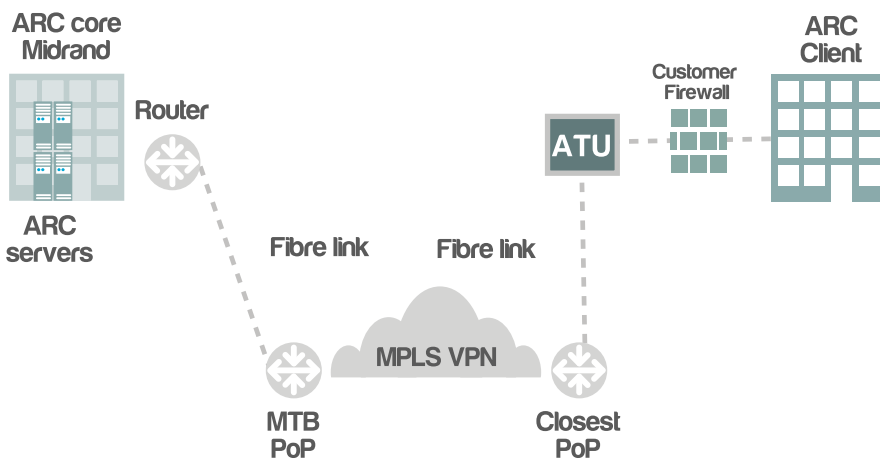 ARC core
Midrand
Router
ARC
servers
Fibre link
Fibre link
MPLS VPN
MTB
PoP
Closest
PoP
ATU
Customer
Firewall
ARC
Client